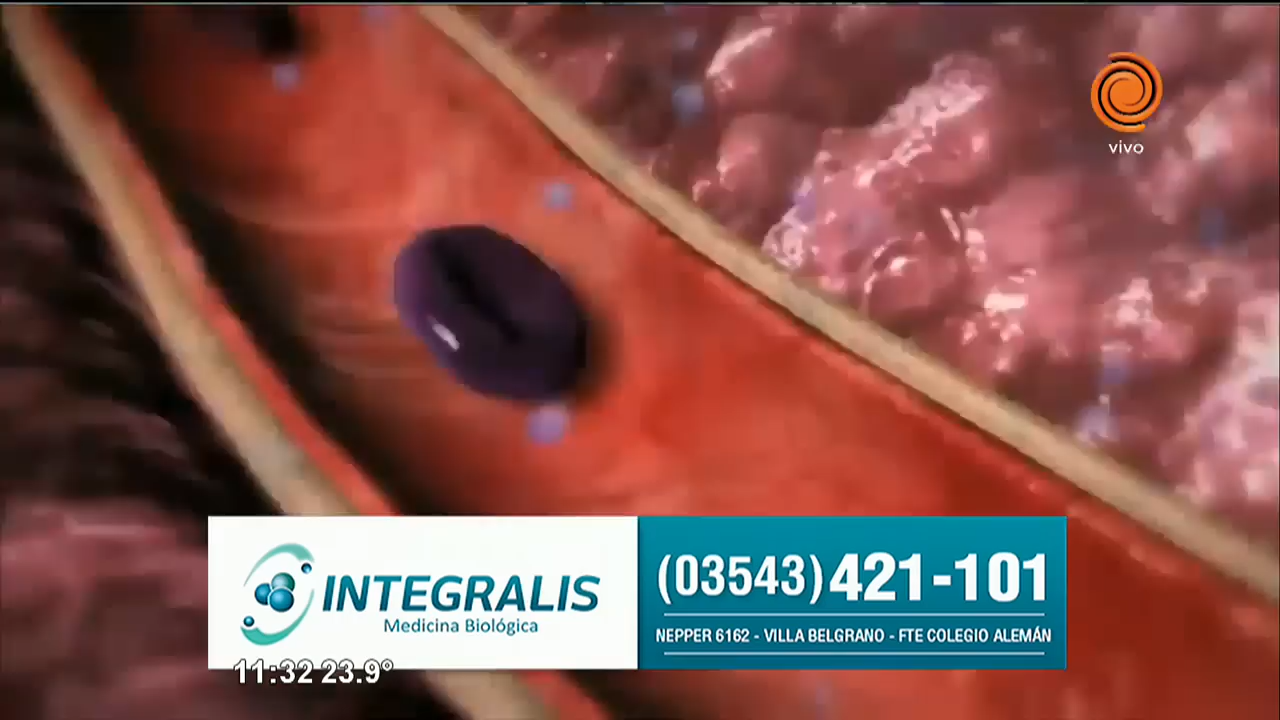 vivo
INTEGRALIS
Medicina Biológica
(03543) 421-101
NEPPER 6162 - VILLA BELGRANO - FTE COLEGIO ALEMÁN
11:32 23.9°